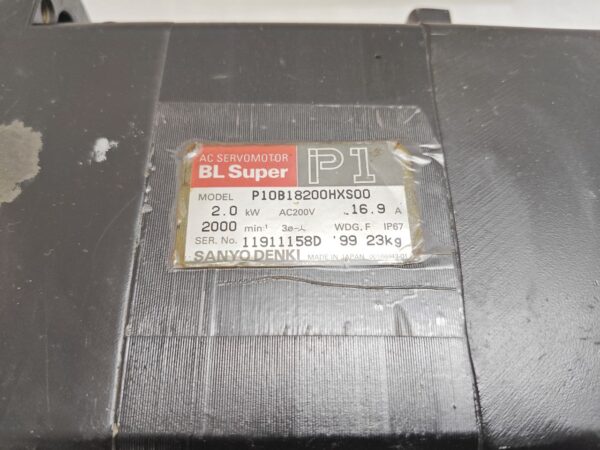 AC SERVOMOTOR
BL Super P1
MODEL P10B18200HXS00
2.0 kW AC200V 16.9 A
2000 min⁻¹ 3ø-人 WDG. F IP67
SER. No. 11911158D '99 23kg
SANYO DENKI MADE IN JAPAN